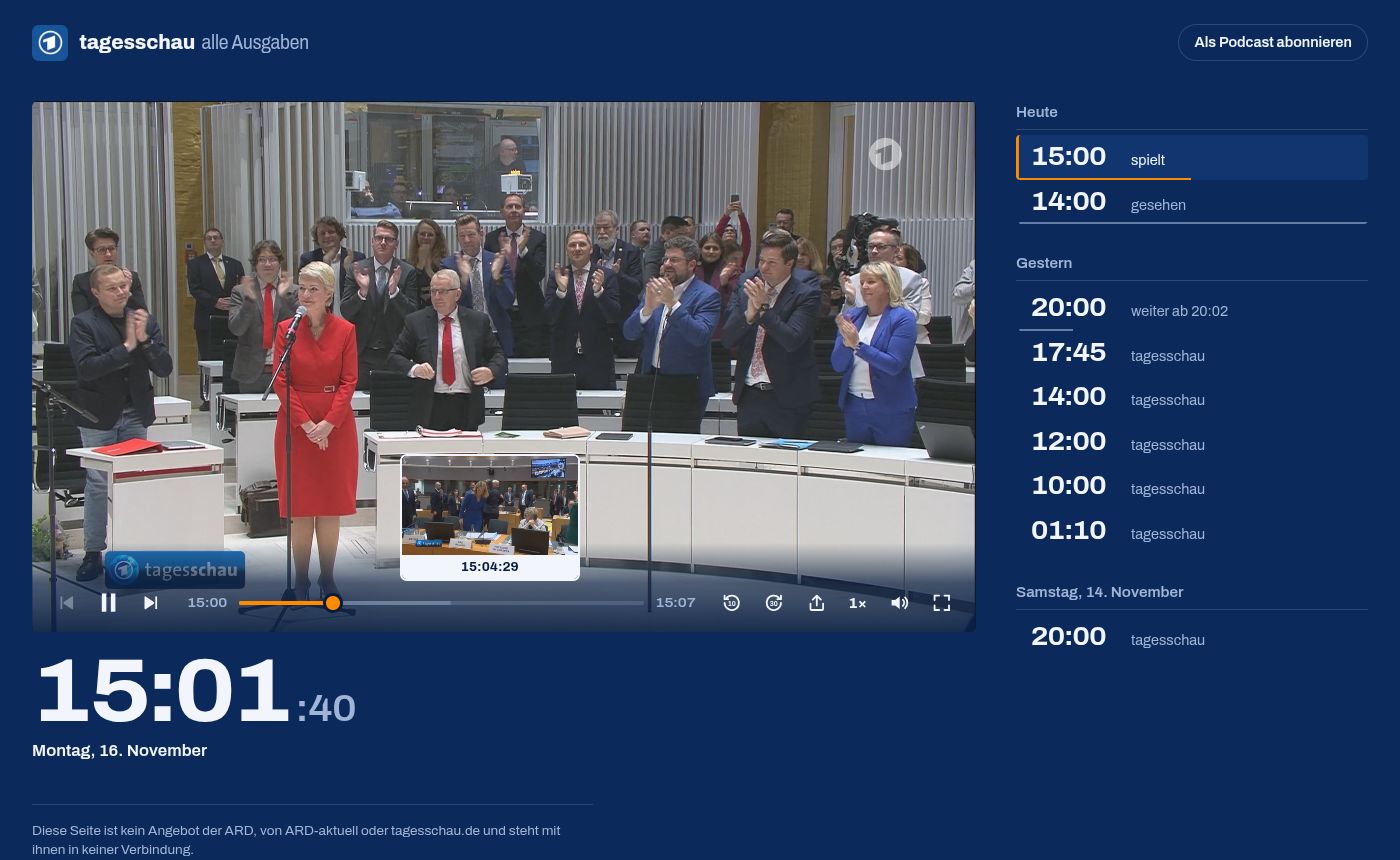 tagesschau alle Ausgaben
Als Podcast abonnieren
tagesschau
15:04:29
15:00
15:07
10
30
1×
15:01:40
Montag, 16. November
Heute
15:00 spielt
14:00 gesehen
Gestern
20:00 weiter ab 20:02
17:45 tagesschau
14:00 tagesschau
12:00 tagesschau
10:00 tagesschau
01:10 tagesschau
Samstag, 14. November
20:00 tagesschau
Diese Seite ist kein Angebot der ARD, von ARD-aktuell oder tagesschau.de und steht mit
ihnen in keiner Verbindung.